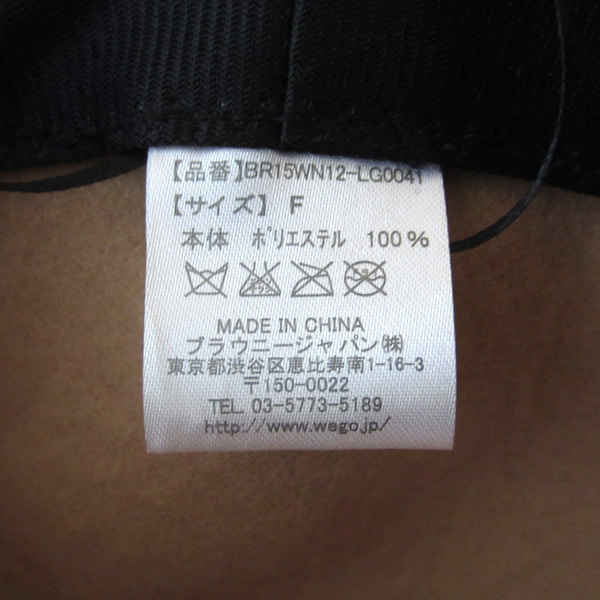 【品番】BR15WN12-LG0041
【サイズ】 F
本体 ポリエステル 100%
MADE IN CHINA
ブラウニージャパン㈱
東京都渋谷区恵比寿南1-16-3
〒150-0022
TEL 03-5773-5189
http://www.wego.jp/